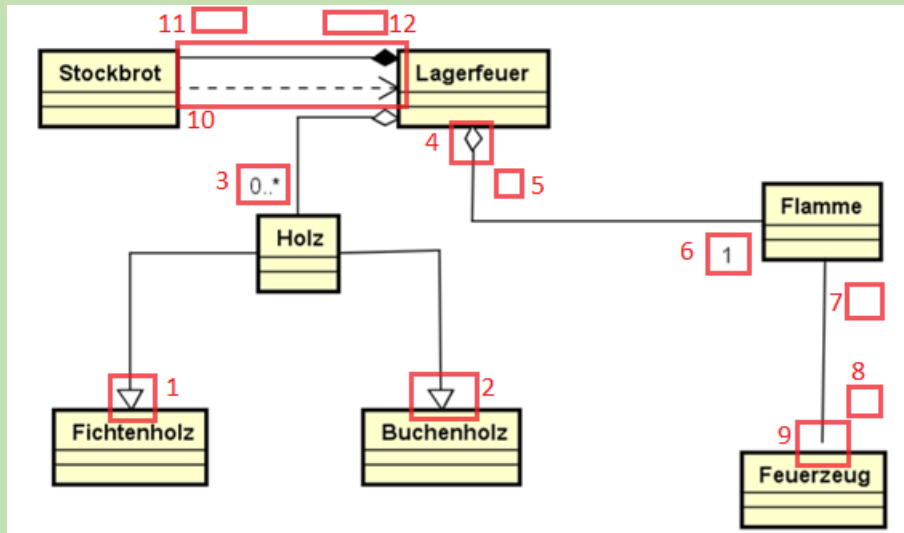 11
12
Stockbrot
Lagerfeuer
10
4
3
0..*
5
Flamme
Holz
6
1
7
8
1
2
9
Fichtenholz
Buchenholz
Feuerzeug